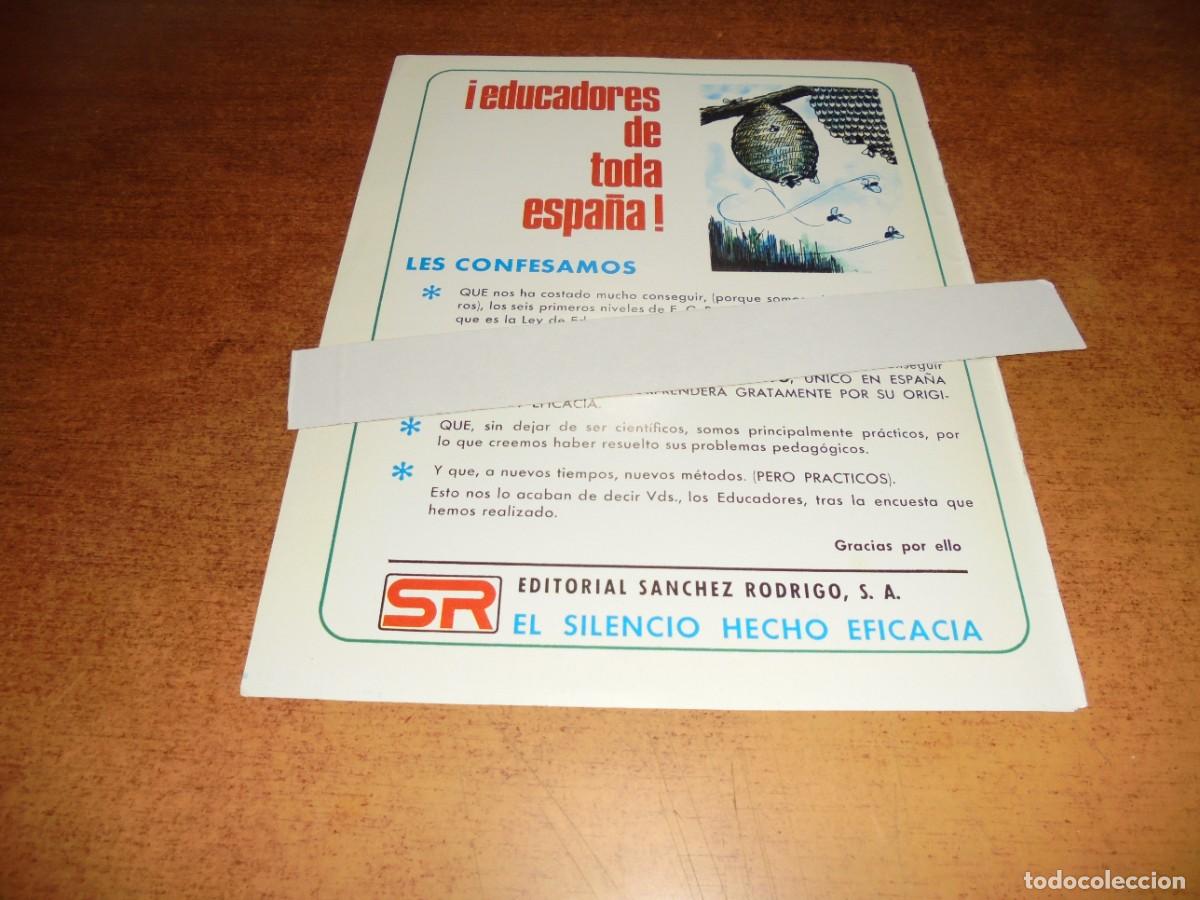 ¡educadores
de
toda
españa!
LES CONFESAMOS
* QUE nos ha costado mucho conseguir, (porque
ros), los seis primeros niveles de E. G.
que es la Ley de
UNICO EN ESPAÑA
GRATAMENTE POR SU ORIGI-
EFICACIA.
* QUE, sin dejar de ser científicos, somos principalmente prácticos, por
lo que creemos haber resuelto sus problemas pedagógicos.
* Y que, a nuevos tiempos, nuevos métodos. (PERO PRACTICOS).
Esto nos lo acaban de decir Vds., los Educadores, tras la encuesta que
hemos realizado.
Gracias por ello
SR EDITORIAL SANCHEZ RODRIGO, S. A.
EL SILENCIO HECHO EFICACIA
todocoleccion